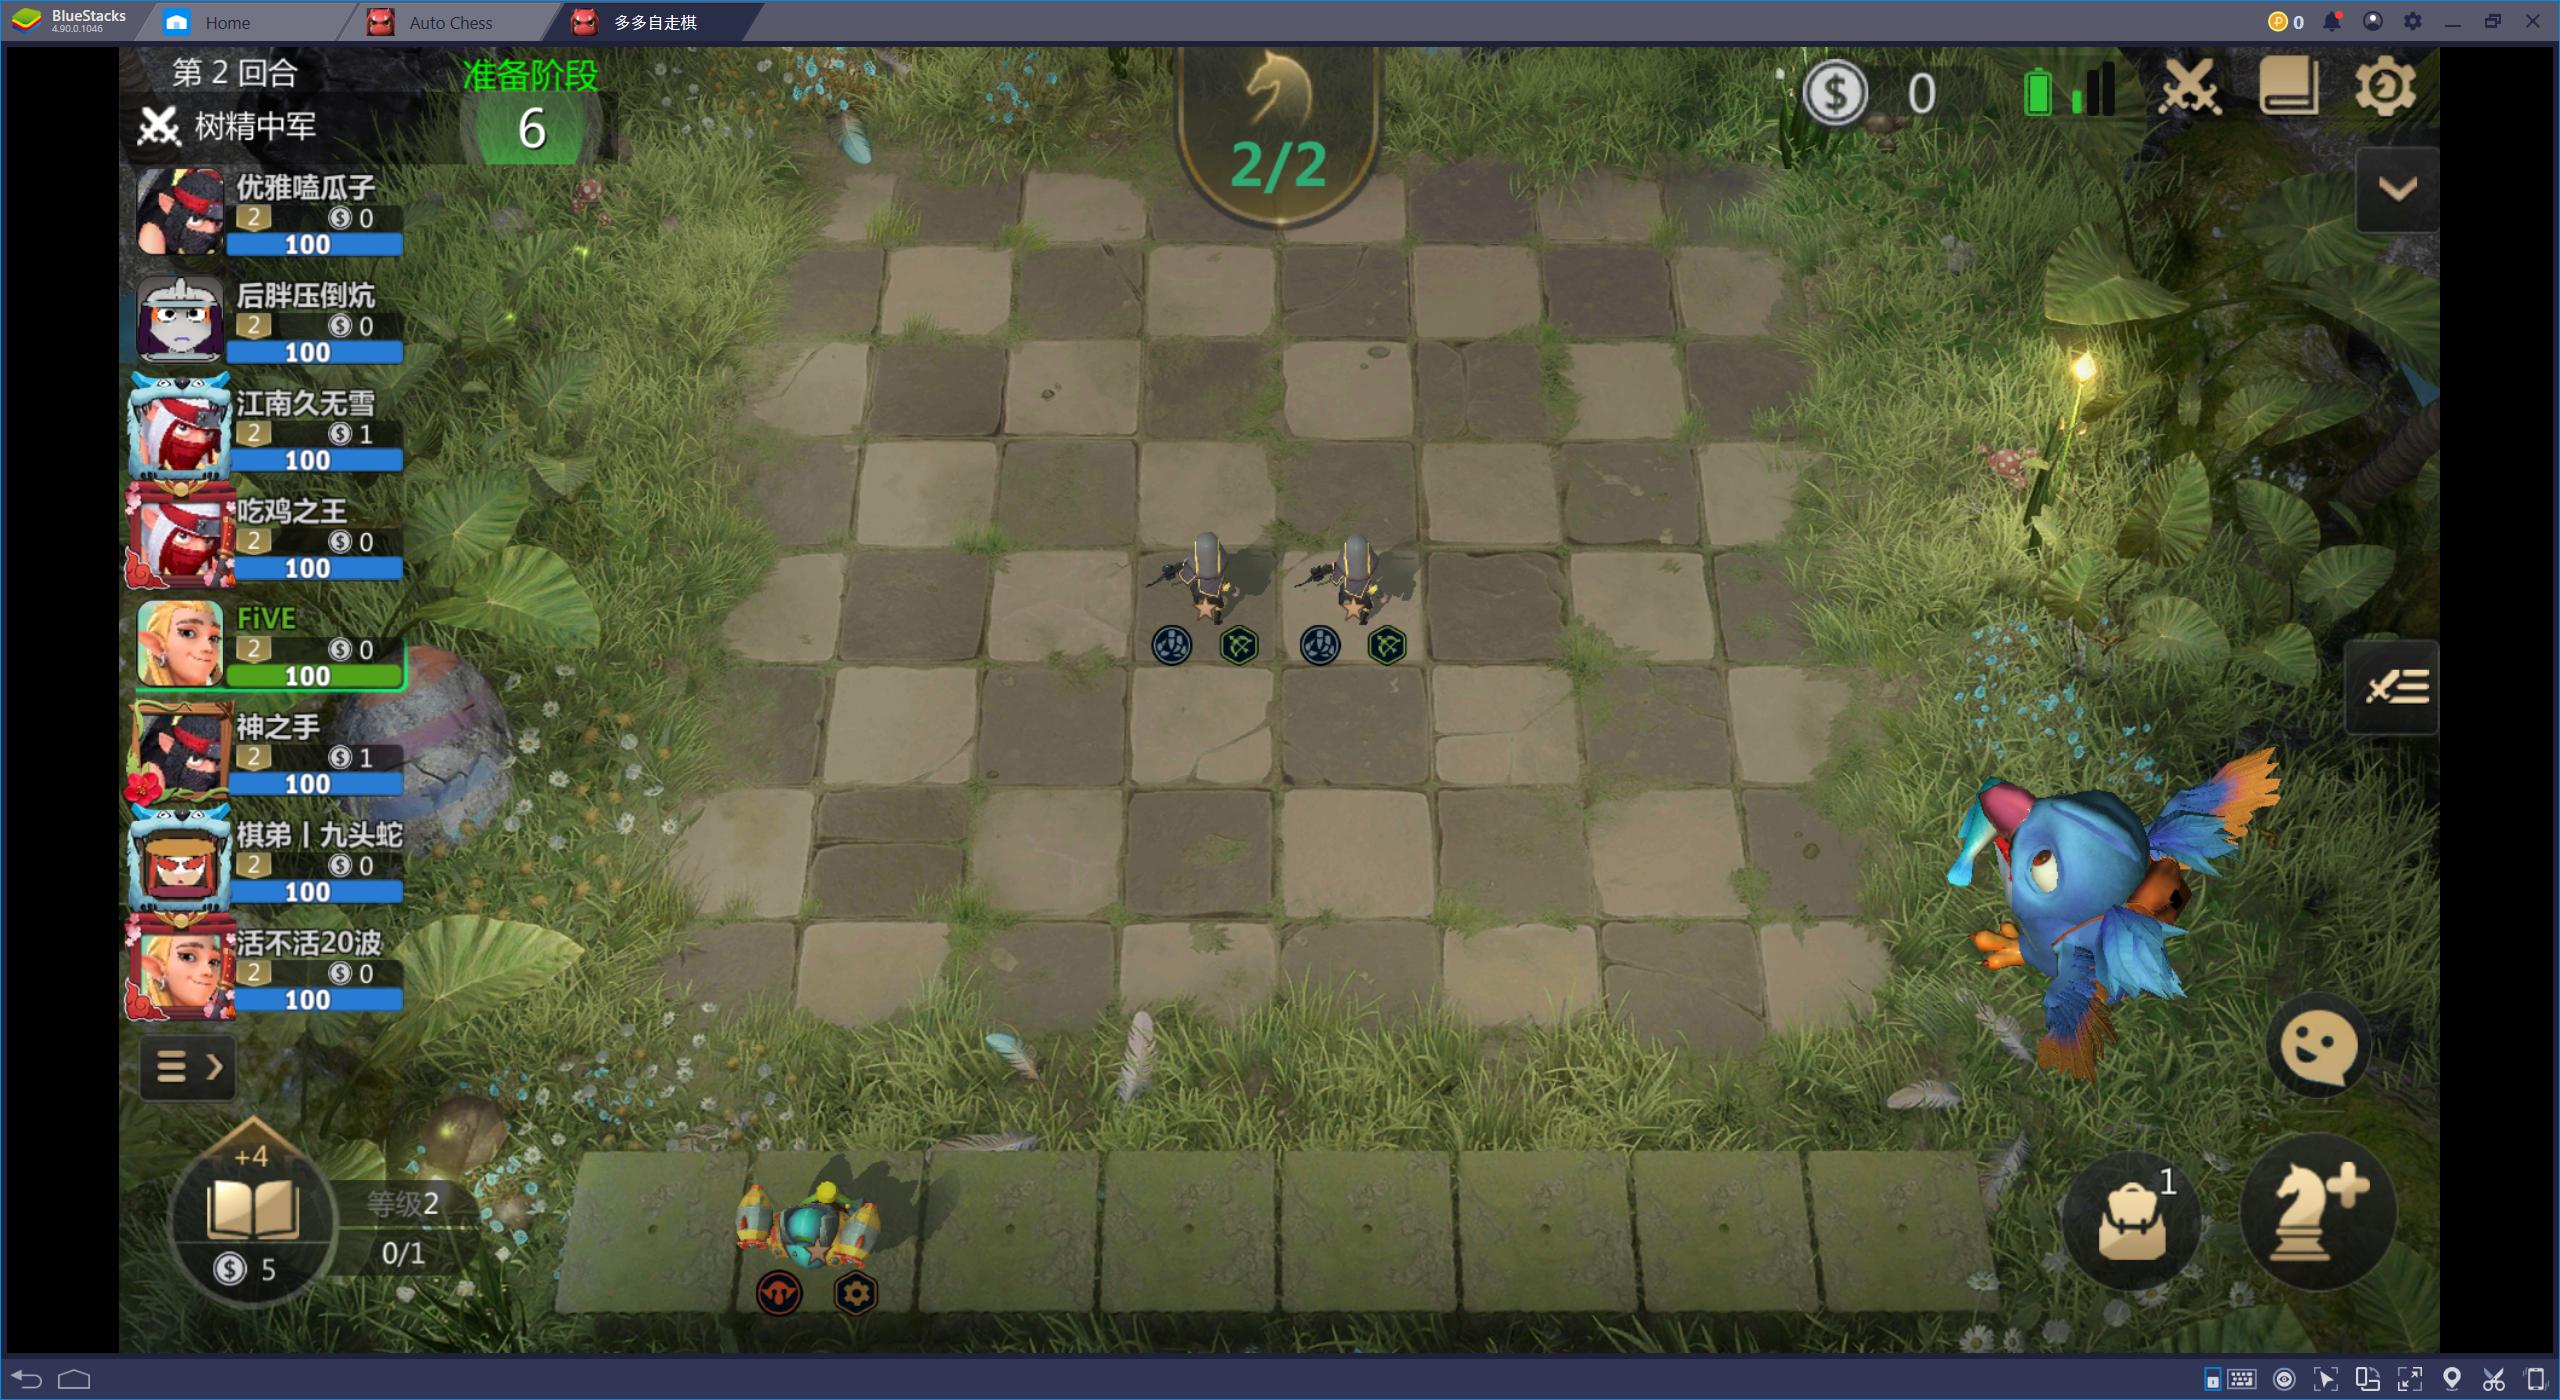 BlueStacks
4.90.0.1046
Home
Auto Chess
多多自走棋
0
第 2 回合
准备阶段
树精中军
6
2/2
0
优雅嗑瓜子
2 0
100
后胖压倒炕
2 0
100
江南久无雪
2 1
100
吃鸡之王
2 0
100
FiVE
2 0
100
神之手
2 1
100
棋弟丨九头蛇
2 0
100
活不活20波
2 0
100
+4
等级2
0/1
5
1